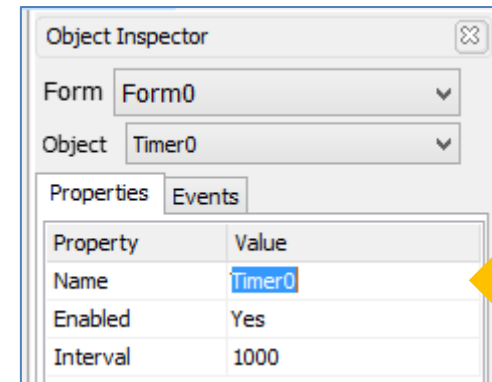 Object Inspector
Form Form0
Object Timer0
Properties Events
Property Value
Name Timer0
Enabled Yes
Interval 1000